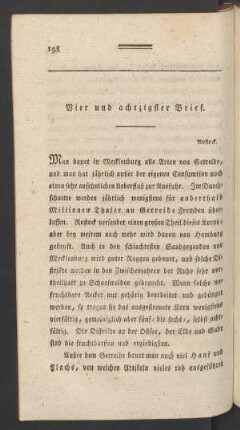 198
Vier und achtzigster Brief.
Rostock.
Man bauet in Mecklenburg alle Arten von Getreide,
und man hat jährlich außer der eigenen Consumtion noch
einen sehr ansehnlichen Ueberfluß zur Ausfuhr. Im Durch-
schnitte werden jährlich wenigstens für anderthalb
Millionen Thaler an Getreide Fremden über-
lassen. Rostock versendet einen großen Theil dieses Korns;
aber bey weitem noch mehr wird davon von Hamburg
gekauft. Auch in den schlechtesten Sandgegenden von
Mecklenburg wird guter Roggen gebauet, und solche Di-
strikte werden in den Zwischenjahren der Ruhe sehr vor-
theilhaft zu Schaafweiden gebraucht. Wenn solche un-
fruchtbare Aecker nur gehörig bearbeitet und gedünget
werden, so tragen sie das ausgestreuete Korn wenigstens
vierfältig, gemeiniglich aber fünf- bis sechs-, selbst acht-
fältig. Die Distrikte an der Ostsee, der Elbe und Sude
sind die fruchtbarsten und ergiebigsten.
Außer dem Getreide bauet man auch viel Hanf und
Flachs, von welchen Artikeln vieles roh ausgeführt